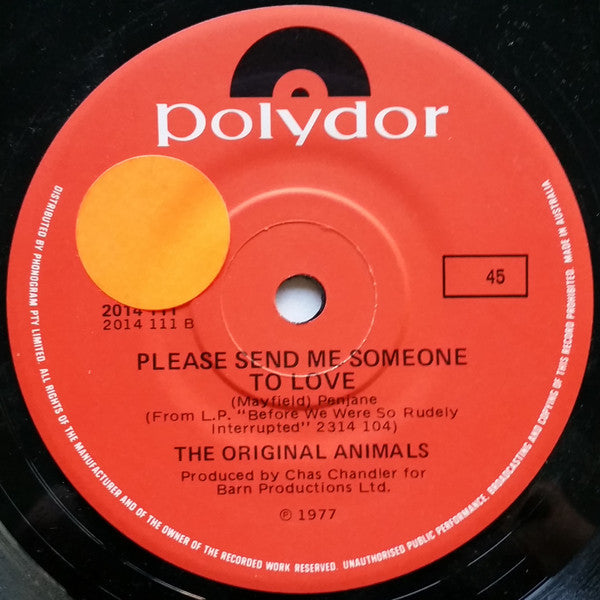 polydor
45
2014 111
2014 111 B
PLEASE SEND ME SOMEONE
TO LOVE
(Mayfield) Penjane
(From L.P. "Before We Were So Rudely
Interrupted" 2314 104)
THE ORIGINAL ANIMALS
Produced by Chas Chandler for
Barn Productions Ltd.
℗ 1977
DISTRIBUTED BY PHONOGRAM PTY LIMITED. ALL RIGHTS OF THE MANUFACTURER AND OF THE OWNER OF THE RECORDED WORK RESERVED. UNAUTHORISED PUBLIC PERFORMANCE, BROADCASTING AND COPYING OF THIS RECORD PROHIBITED. MADE IN AUSTRALIA